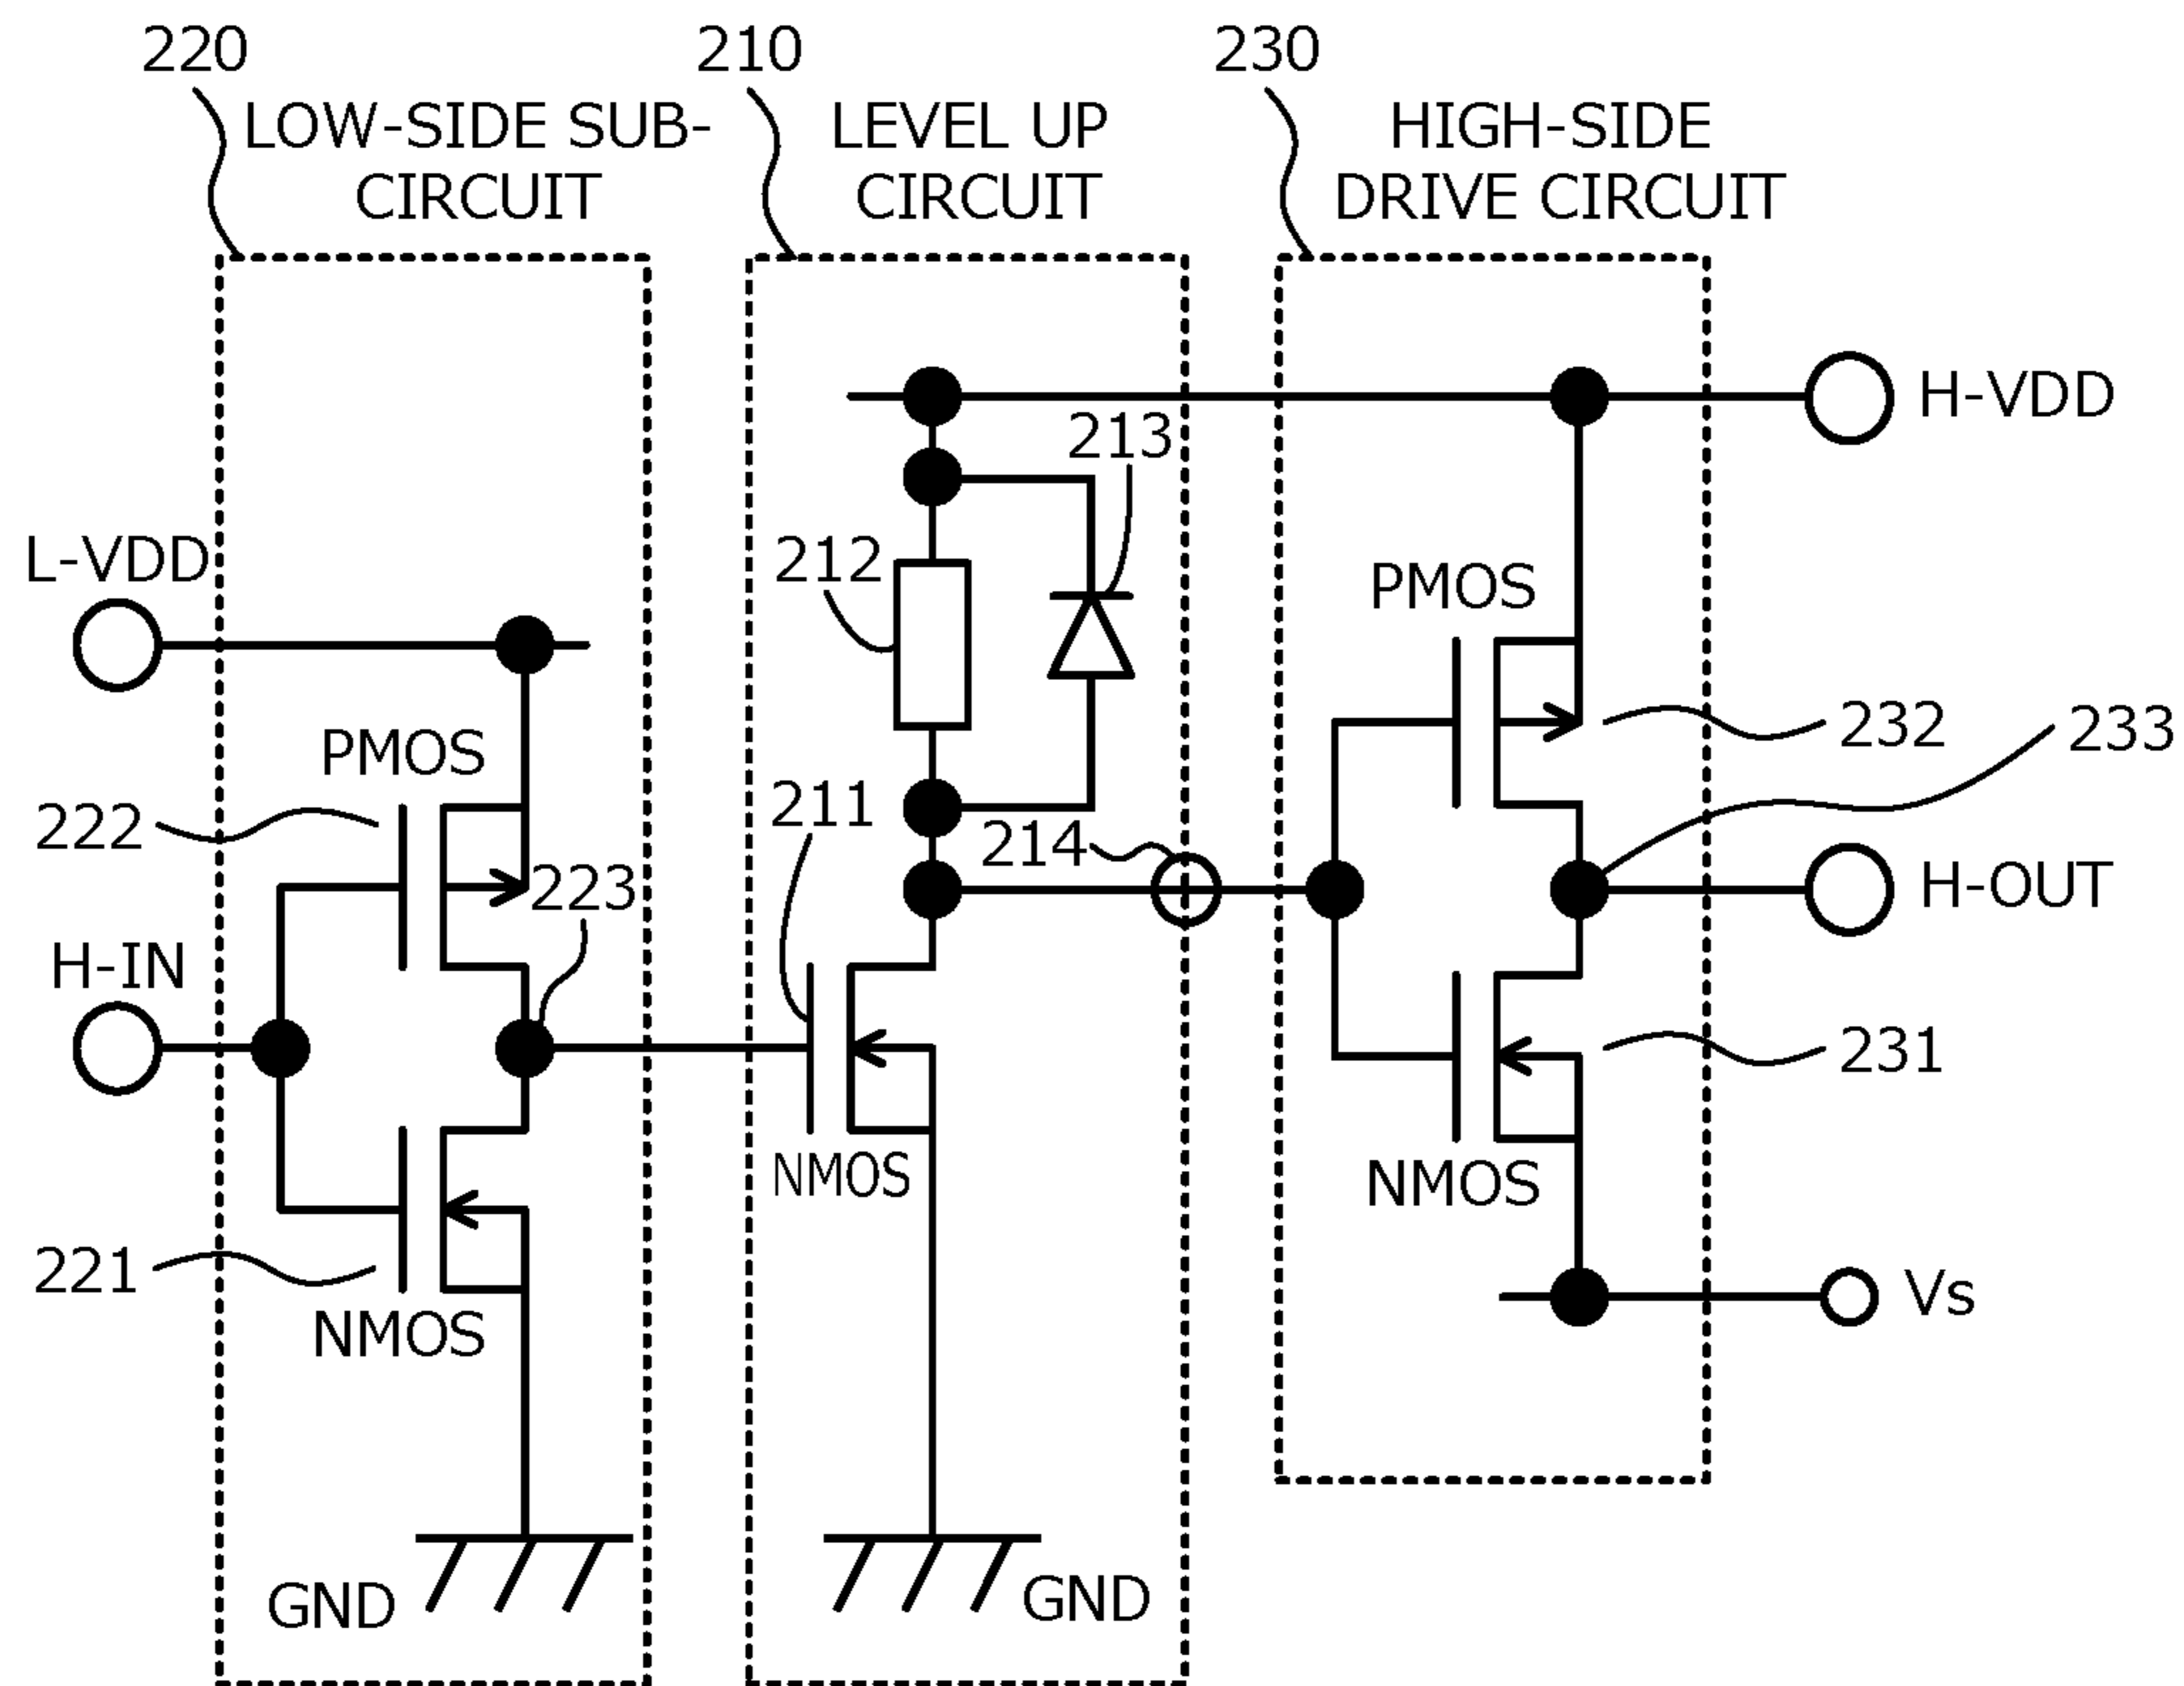 220
LOW-SIDE SUB-
CIRCUIT
210
LEVEL UP
CIRCUIT
230
HIGH-SIDE
DRIVE CIRCUIT
H-VDD
213
L-VDD
212
PMOS
PMOS
232
233
222
211
214
223
H-OUT
H-IN
231
NMOS
NMOS
221
NMOS
Vs
GND
GND